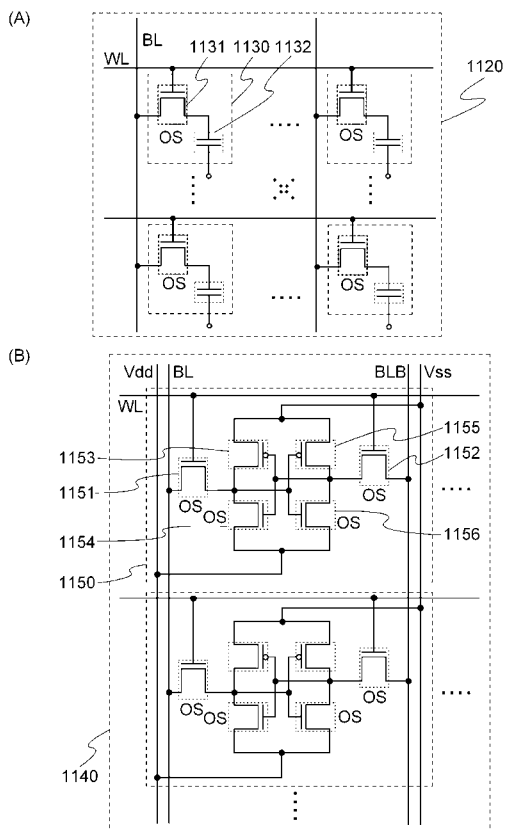 (A)
BL
1131 1130 1132
WL
1120
OS OS
OS OS
(B)
Vdd BL BLB Vss
WL
1155
1153
1152
1151
OS OS
1154 OS OS
1156
1150
OS OS
OS OS
1140